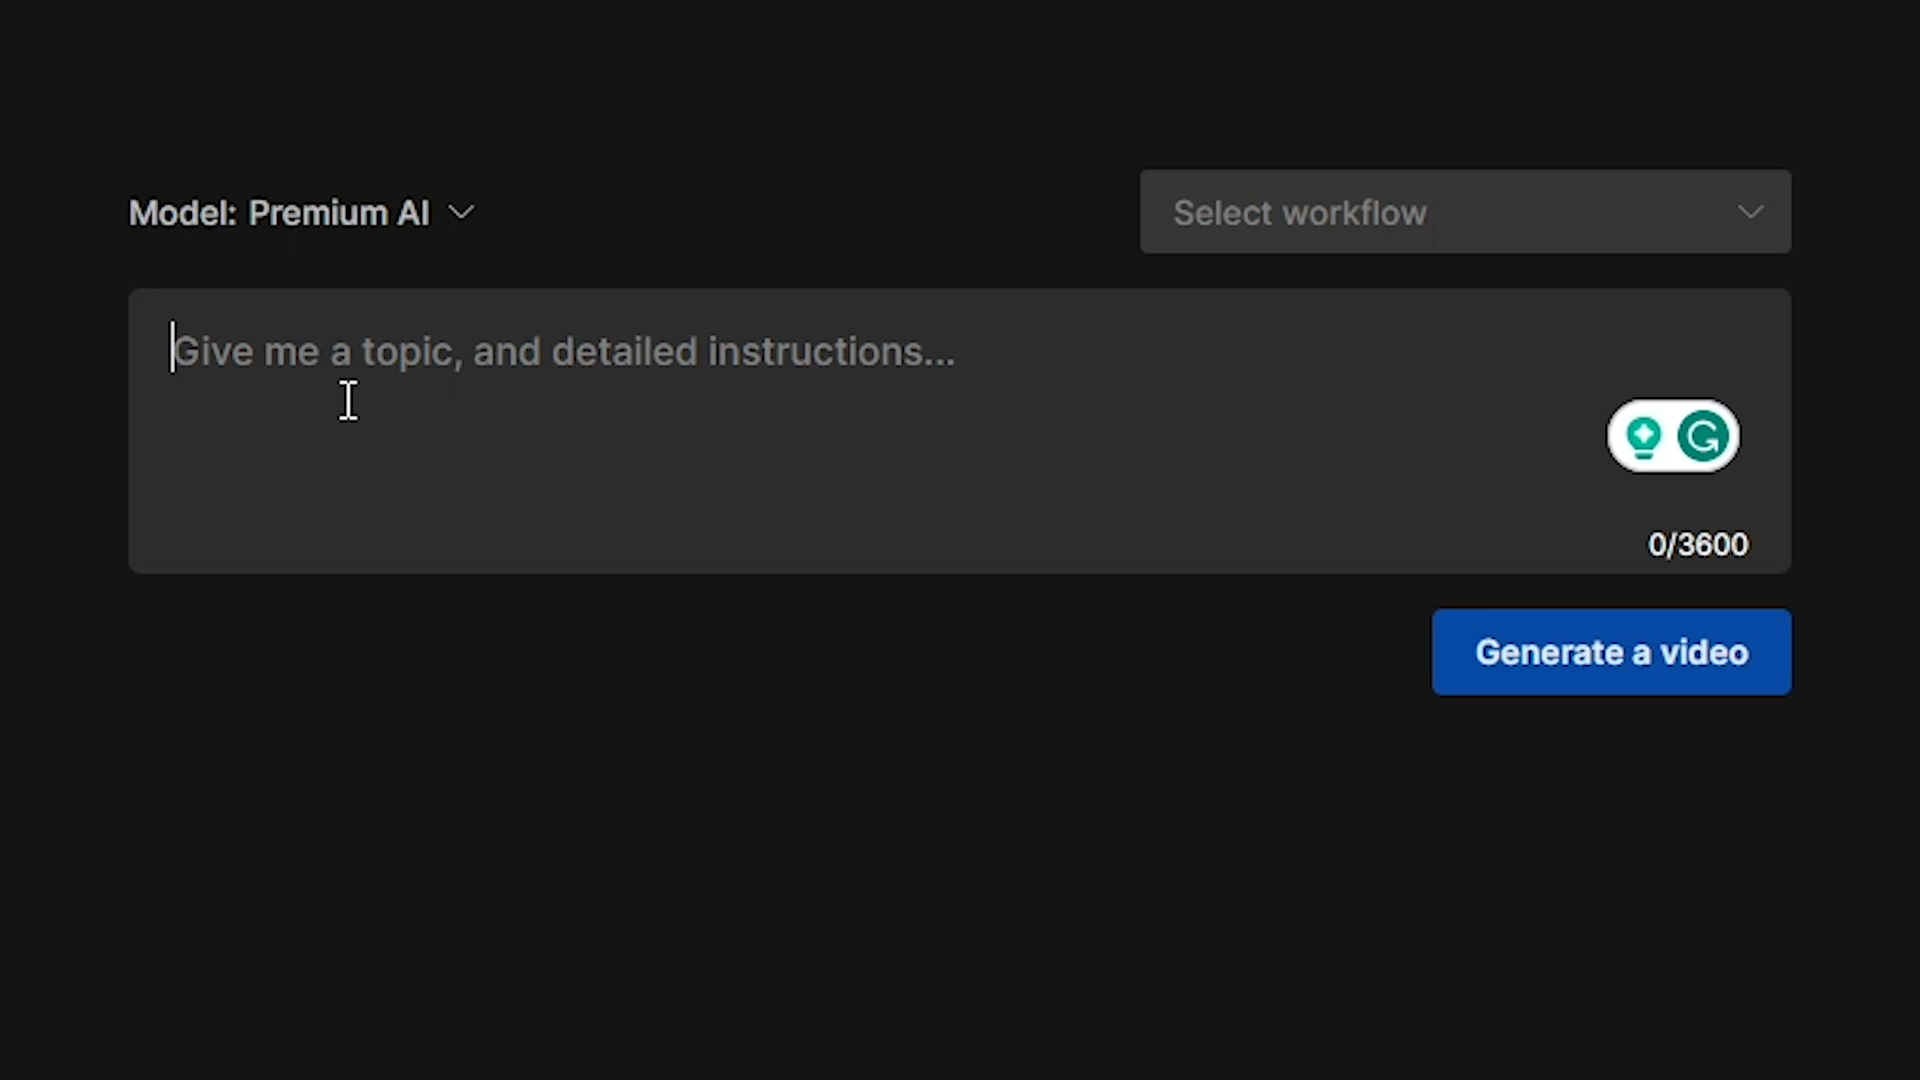 Model: Premium AI
Select workflow
Give me a topic, and detailed instructions...
0/3600
Generate a video